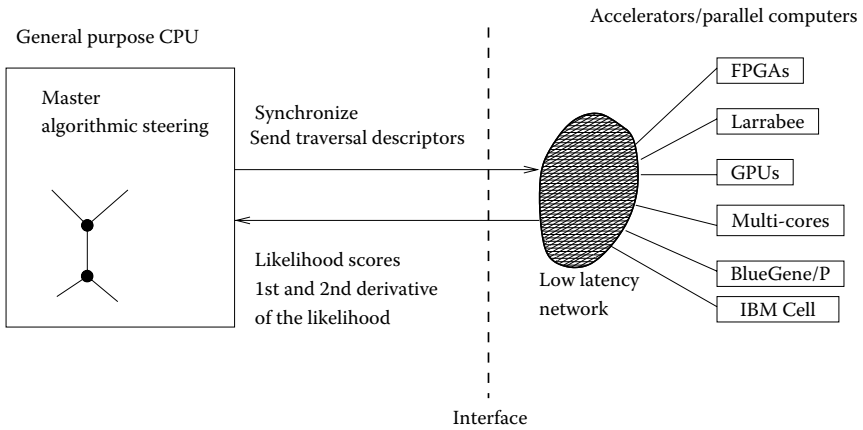 Accelerators/parallel computers
General purpose CPU
Master
algorithmic steering
Synchronize
Send traversal descriptors
Likelihood scores
1st and 2nd derivative
of the likelihood
Low latency
network
FPGAs
Larrabee
GPUs
Multi-cores
BlueGene/P
IBM Cell
Interface